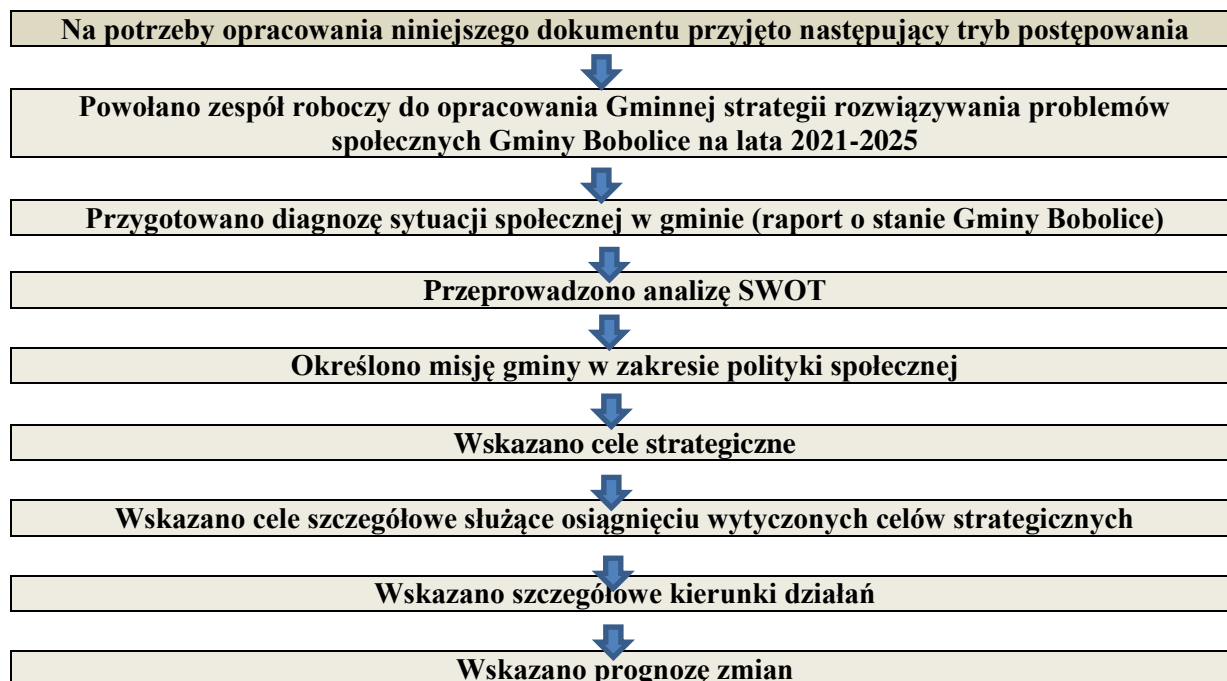 Na potrzeby opracowania niniejszego dokumentu przyjęto następujący tryb postępowania
Powołano zespół roboczy do opracowania Gminnej strategii rozwiązywania problemów
społecznych Gminy Bobolice na lata 2021-2025
Przygotowano diagnozę sytuacji społecznej w gminie (raport o stanie Gminy Bobolice)
Przeprowadzono analizę SWOT
Określono misję gminy w zakresie polityki społecznej
Wskazano cele strategiczne
Wskazano cele szczegółowe służące osiągnięciu wytyczonych celów strategicznych
Wskazano szczegółowe kierunki działań
Wskazano prognozę zmian